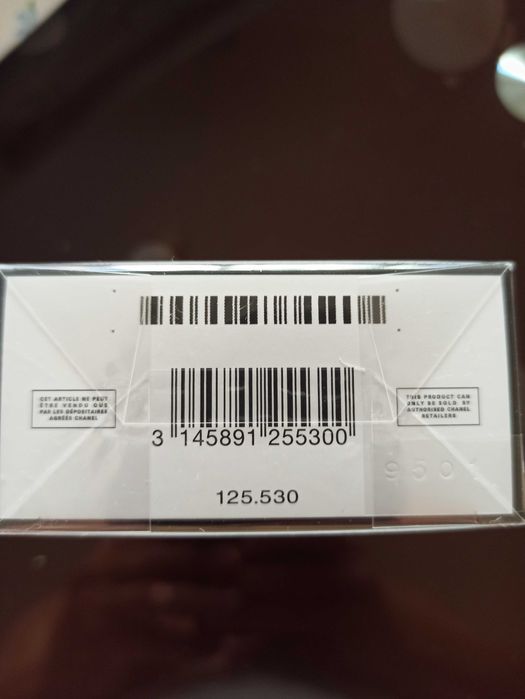 CET ARTICLE NE PEUT
ÊTRE VENDU QUE
PAR LES DÉPOSITAIRES
AGRÉÉS CHANEL
THIS PRODUCT CAN
ONLY BE SOLD BY
AUTHORISED CHANEL
RETAILERS
3 145891 255300
9501
125.530